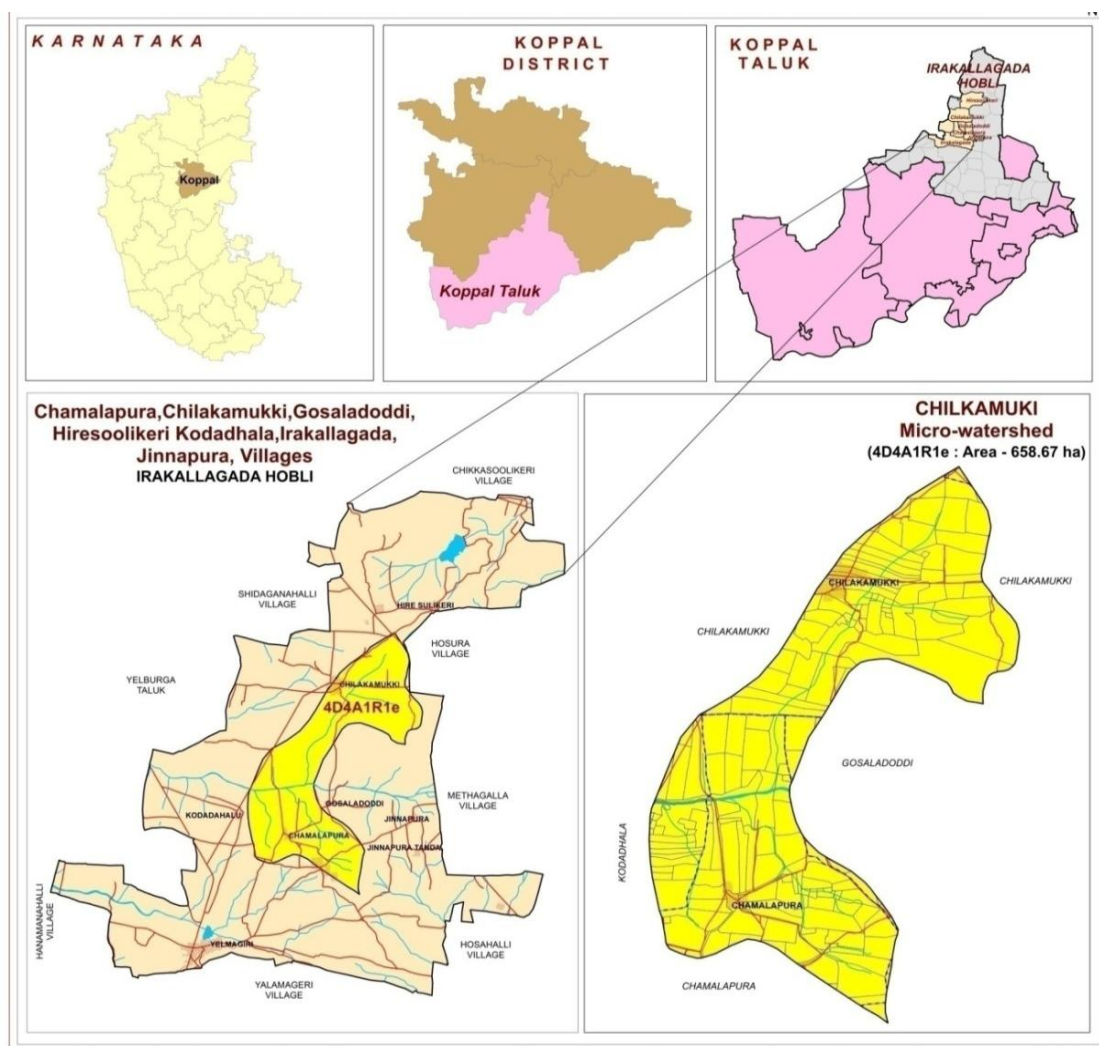 KARNATAKA
Koppal
KOPPAL
DISTRICT
Koppal Taluk
KOPPAL
TALUK
IRAKALLAGADA
HOBLI
Chilakamukki
Chamalapura,Chilakamukki,Gosaladoddi,
Hiresoolikeri Kodadhala,Irakallagada,
Jinnapura, Villages
IRAKALLAGADA HOBLI
CHIKKASOOLIKERI
VILLAGE
SHIDAGANAHALLI
VILLAGE
HIRE SULIKERI
HOSURA
VILLAGE
YELBURGA
TALUK
CHILAKAMUKKI
4D4A1R1e
METHAGALLA
VILLAGE
GOSALADODDI
KODADAHALU
JINNAPURA
CHAMALAPURA
JINNAPURA TANDA
HANAMANAHALLI
VILLAGE
YELMAGIRI
HOSAHALLI
VILLAGE
YALAMAGERI
VILLAGE
CHILKAMUKI
Micro-watershed
(4D4A1R1e : Area - 658.67 ha)
CHILAKAMUKKI
CHILAKAMUKKI
CHILAKAMUKKI
GOSALADODDI
KODADHALA
CHAMALAPURA
CHAMALAPURA